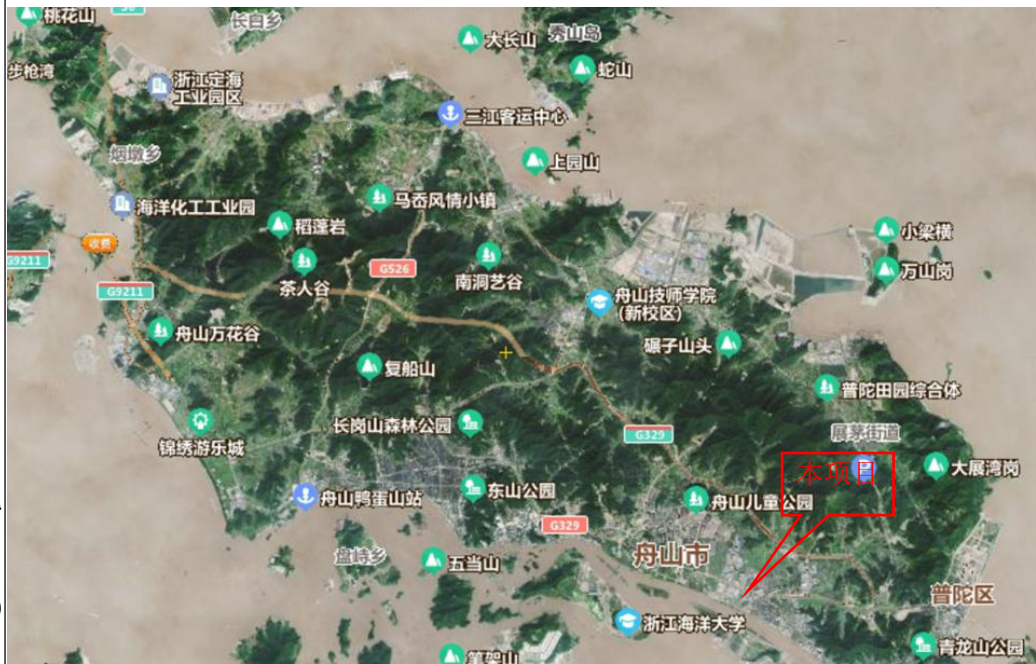 桃花山
长白乡
大长山
秀山岛
蛇山
步枪湾
浙江定海
工业园区
三江客运中心
烟墩乡
上园山
海洋化工工业园
马岙风情小镇
稻蓬岩
小梁横
收费
G9211
G526
南洞艺谷
万山岗
茶人谷
G9211
舟山技师学院
(新校区)
舟山万花谷
碾子山头
复船山
普陀田园综合体
长岗山森林公园
G329
展茅街道
锦绣游乐城
本项目
大展湾岗
舟山鸭蛋山站
东山公园
舟山儿童公园
G329
盘峙乡
五当山
舟山市
普陀区
浙江海洋大学
笔架山
青龙山公园